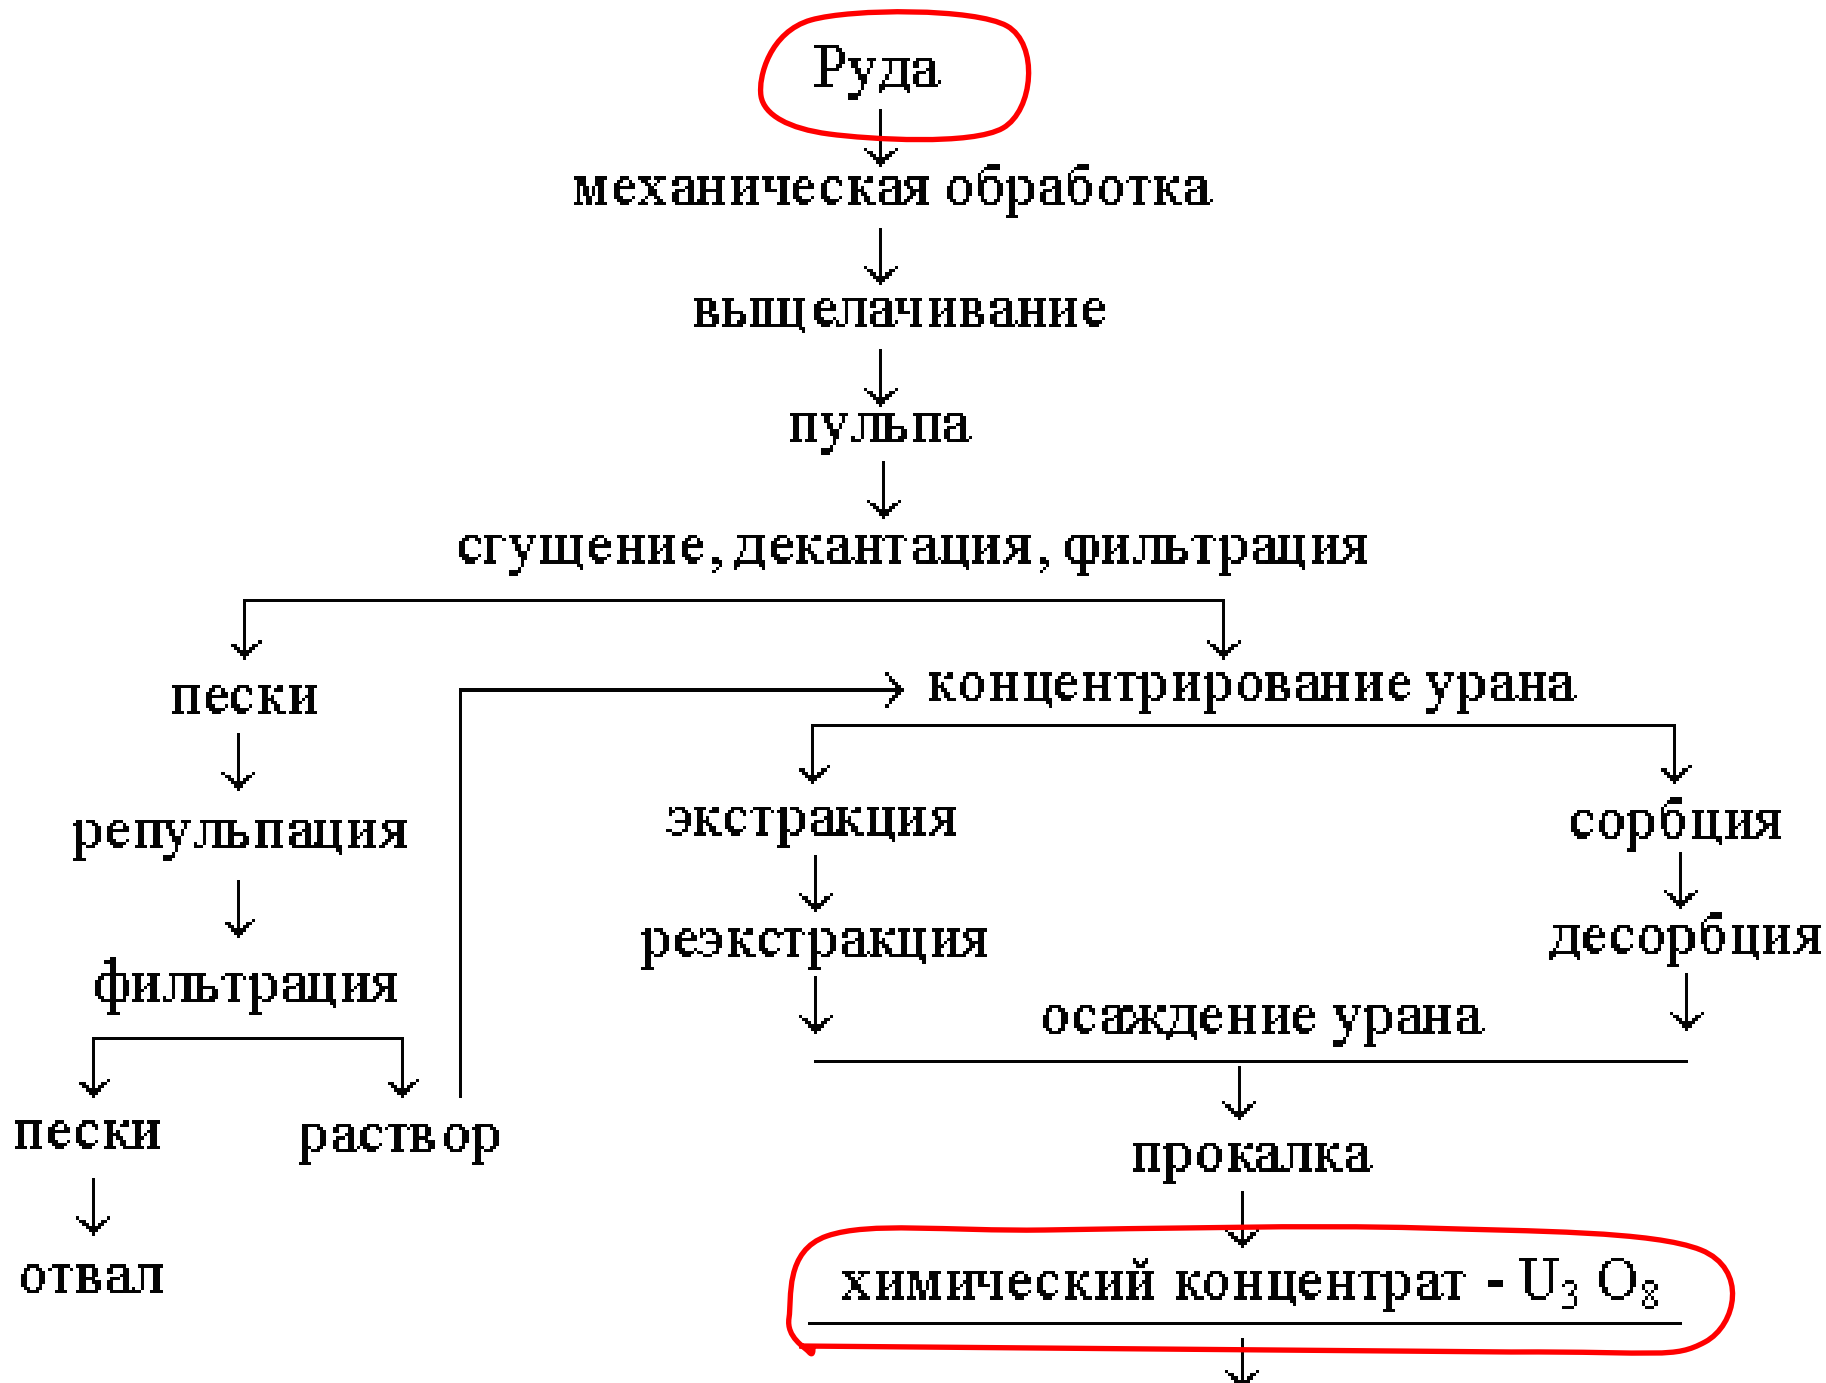 Руда
механическая обработка
выщелачивание
пульпа
сгущение, декантация, фильтрация
пески
концентрирование урана
репульпация
экстракция
сорбция
фильтрация
реэкстракция
десорбция
осаждение урана
пески
раствор
прокалка
отвал
химический концентрат - U₃ O₈